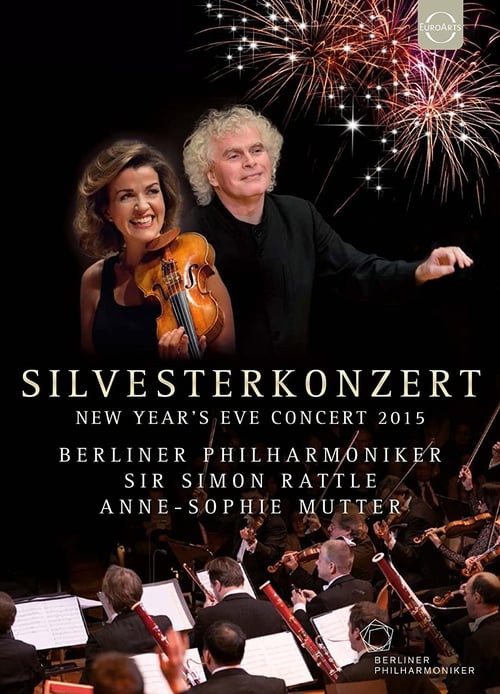 EUROARTS
SILVESTERKONZERT
NEW YEAR'S EVE CONCERT 2015
BERLINER PHILHARMONIKER
SIR SIMON RATTLE
ANNE-SOPHIE MUTTER
BERLINER
PHILHARMONIKER